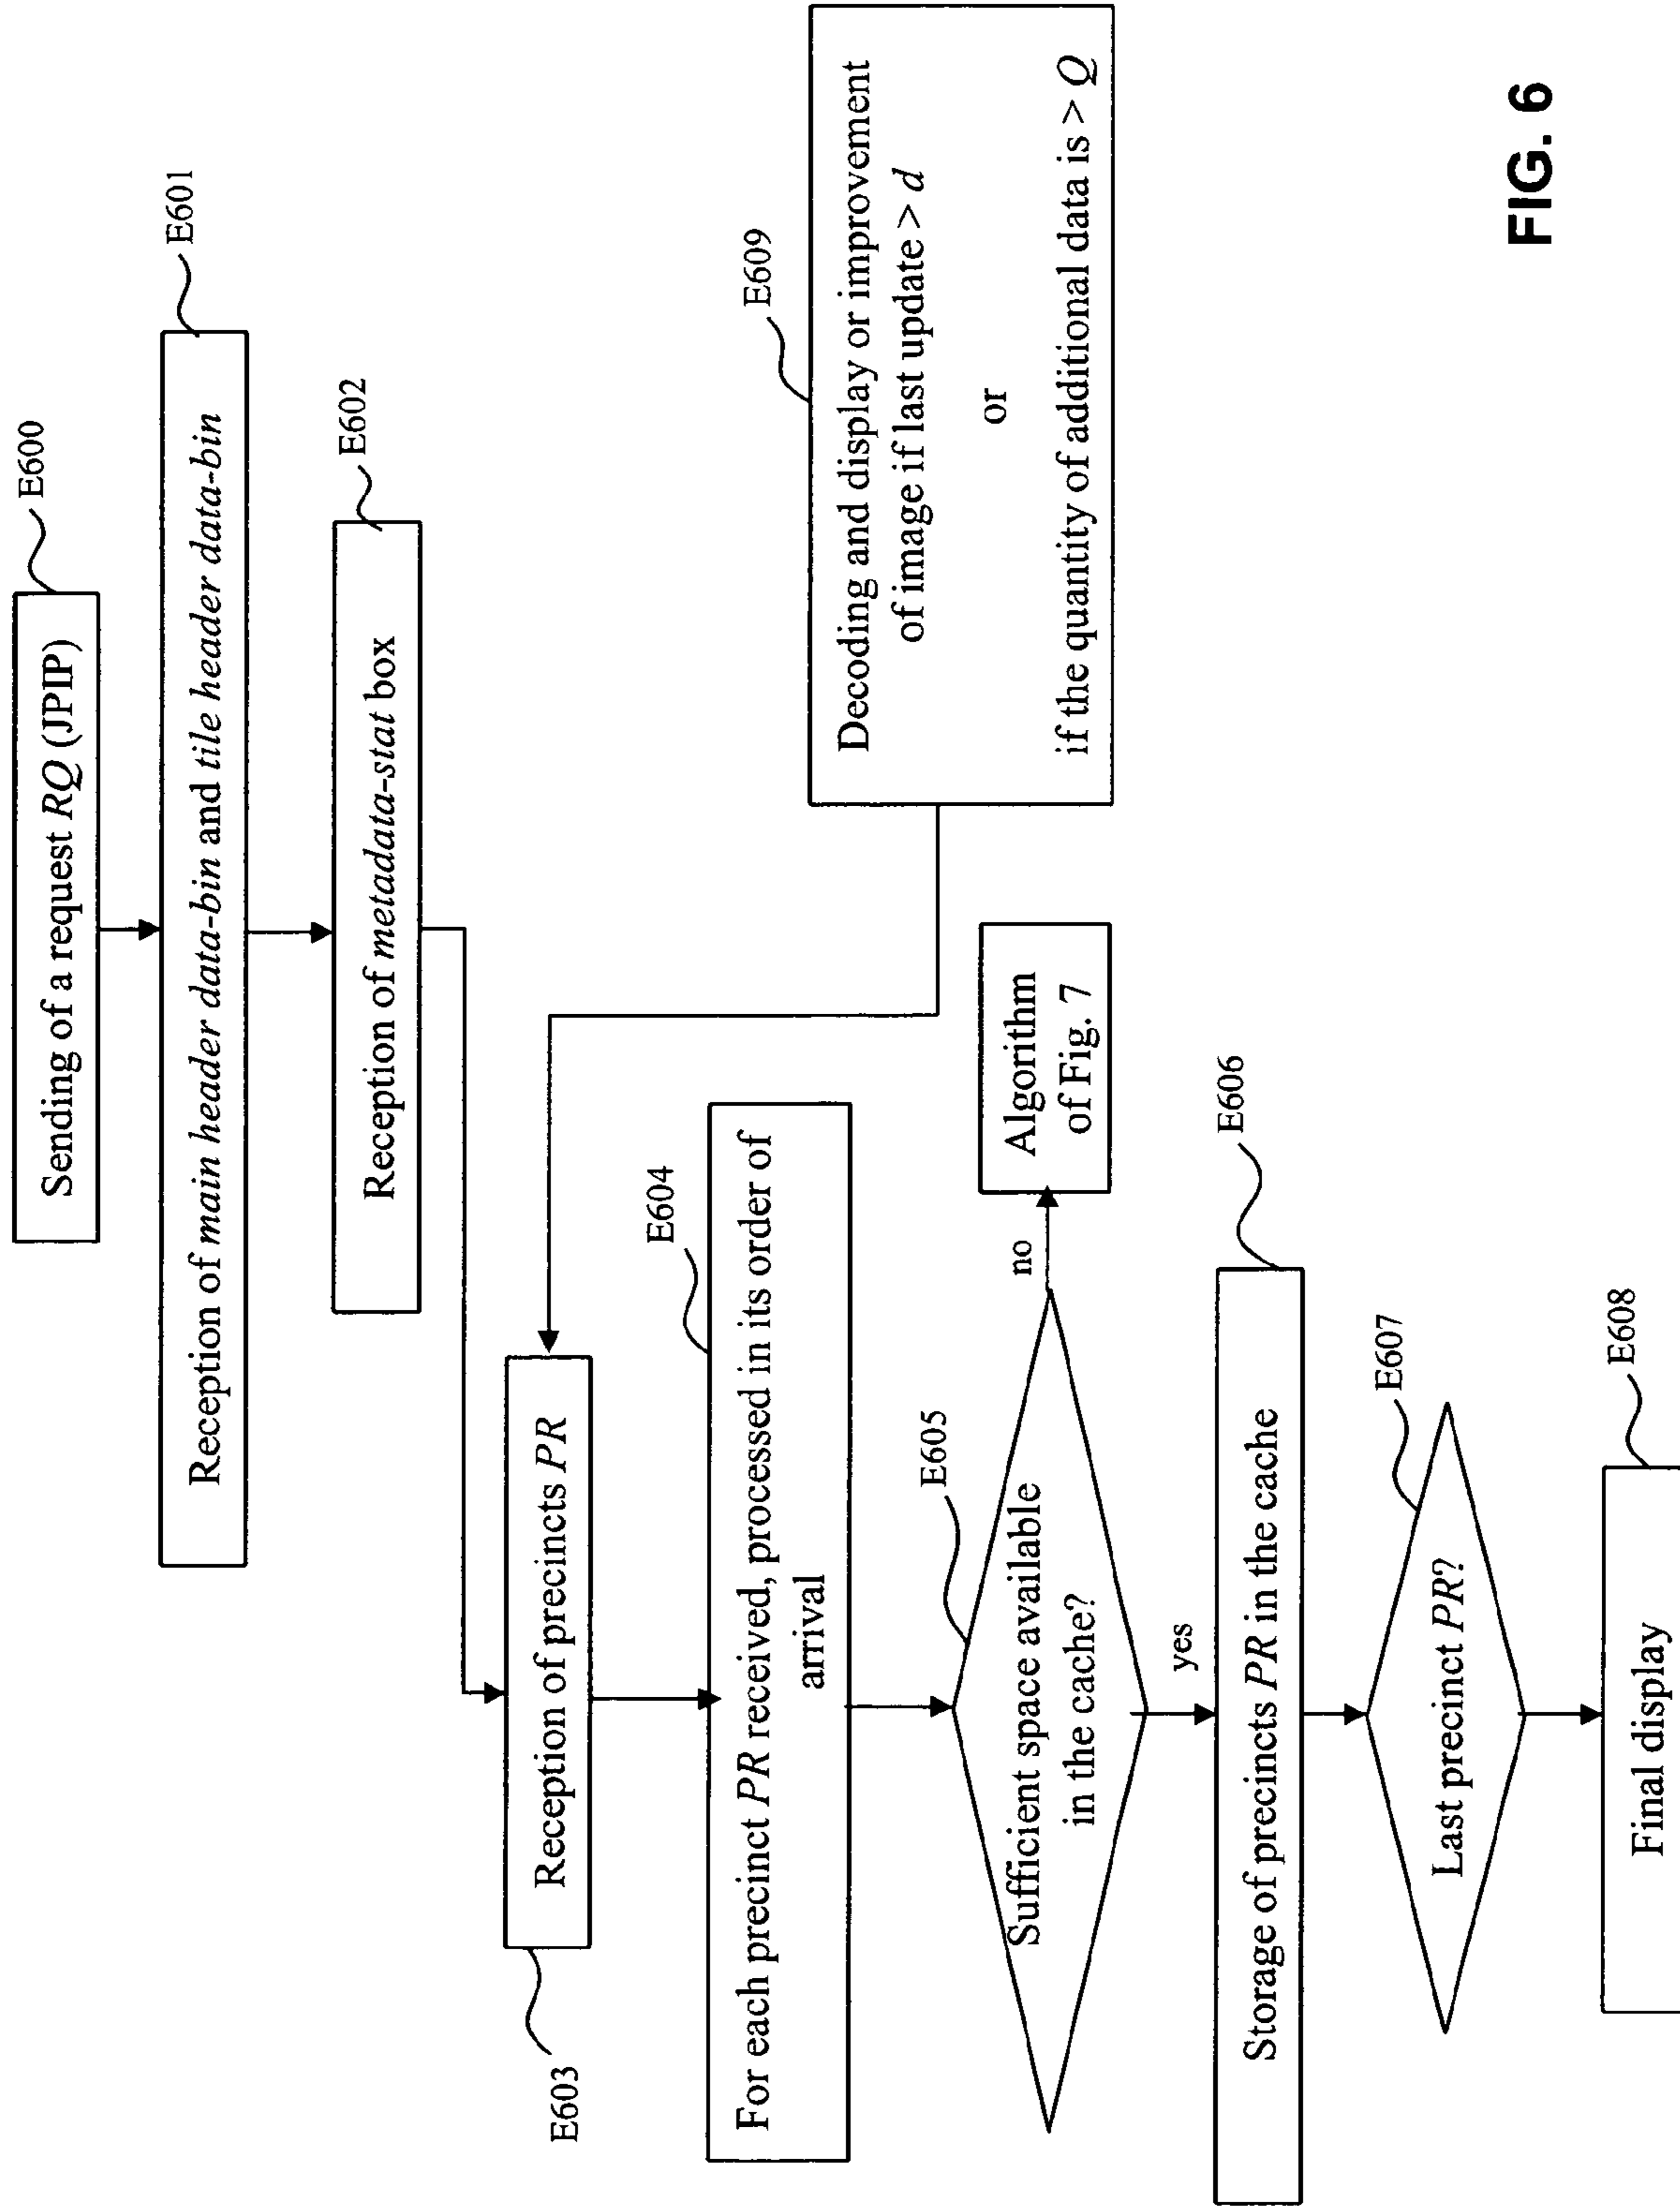 E600
Sending of a request RQ (JPIP)
E601
Reception of main header data-bin and tile header data-bin
E602
Reception of metadata-stat box
E603
Reception of precincts PR
E604
For each precinct PR received, processed in its order of
arrival
E605
Sufficient space available
in the cache?
no
Algorithm
of Fig. 7
yes
E606
Storage of precincts PR in the cache
E607
Last precinct PR?
E608
Final display
E609
Decoding and display or improvement
of image if last update > d
or
if the quantity of additional data is > Q
FIG. 6